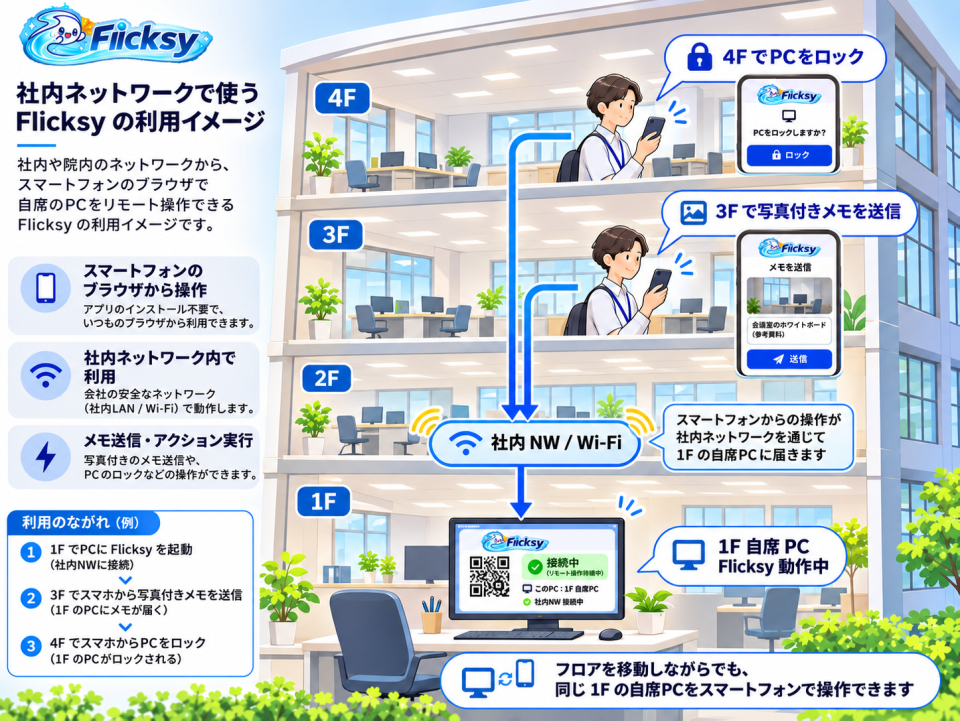 Flicksy
社内ネットワークで使う
Flicksy の利用イメージ
社内や院内のネットワークから、
スマートフォンのブラウザで
自席のPCをリモート操作できる
Flicksy の利用イメージです。
スマートフォンの
ブラウザから操作
アプリのインストール不要で、
いつものブラウザから利用できます。
社内ネットワーク内で
利用
会社の安全なネットワーク
（社内LAN / Wi-Fi）で動作します。
メモ送信・アクション実行
写真付きのメモ送信や、
PCのロックなどの操作ができます。
利用のながれ（例）
1
1F でPCに Flicksy を起動
（社内NWに接続）
2
3F でスマホから写真付きメモを送信
（1F のPCにメモが届く）
3
4F でスマホからPCをロック
（1F のPCがロックされる）
4F
4F でPCをロック
Flicksy
PCをロックしますか？
ロック
3F
3F で写真付きメモを送信
Flicksy
メモを送信
会議室のホワイトボード
（参考資料）
送信
2F
社内 NW / Wi-Fi
スマートフォンからの操作が
社内ネットワークを通じて
1F の自席PCに届きます
1F
Flicksy
接続中
（リモート操作待機中）
このPC：1F 自席PC
社内NW 接続中
1F 自席 PC
Flicksy 動作中
フロアを移動しながらでも、
同じ 1F の自席PCをスマートフォンで操作できます